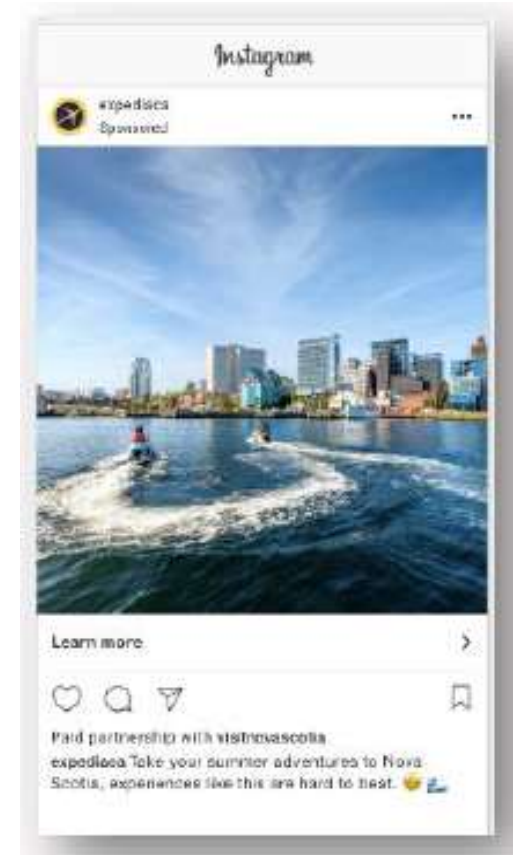 Instagram
expediaca
Sponsored
Learn more
Paid partnership with visitnovascotia
expediaca Take your summer adventures to Nova
Scotia, experiences like this are hard to beat. 🤩 🌊